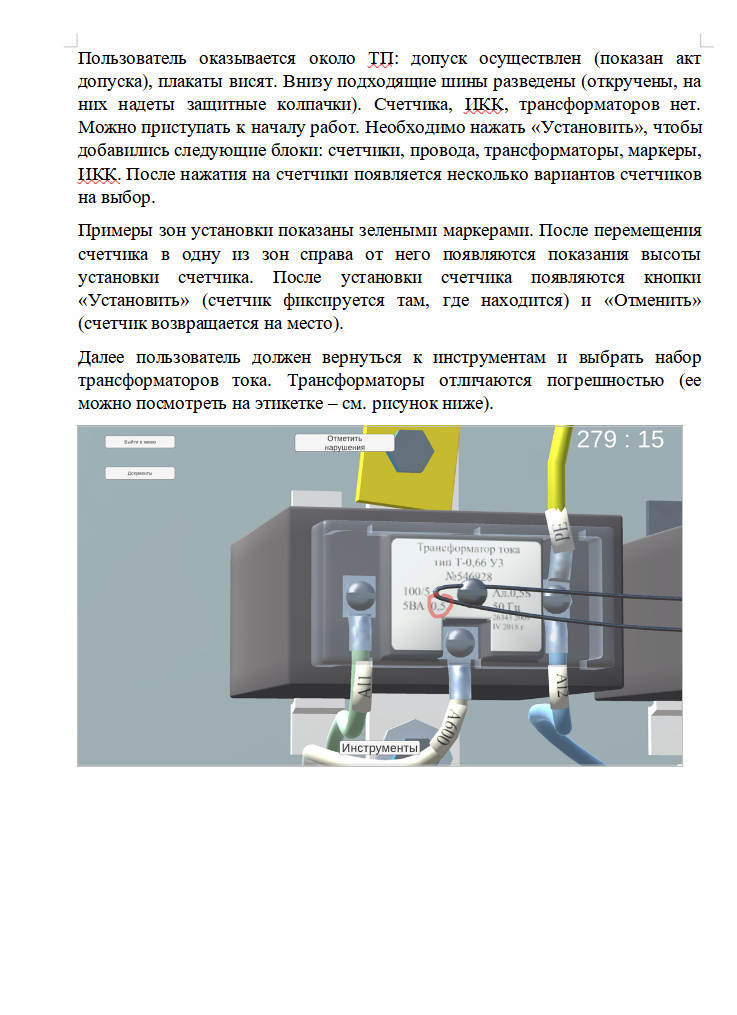 Пользователь оказывается около ТП: допуск осуществлен (показан акт
допуска), плакаты висят. Внизу подходящие шины разведены (откручены, на
них надеты защитные колпачки). Счетчика, ИКК, трансформаторов нет.
Можно приступать к началу работ. Необходимо нажать «Установить», чтобы
добавились следующие блоки: счетчики, провода, трансформаторы, маркеры,
ИКК. После нажатия на счетчики появляется несколько вариантов счетчиков
на выбор.
Примеры зон установки показаны зелеными маркерами. После перемещения
счетчика в одну из зон справа от него появляются показания высоты
установки счетчика. После установки счетчика появляются кнопки
«Установить» (счетчик фиксируется там, где находится) и «Отменить»
(счетчик возвращается на место).
Далее пользователь должен вернуться к инструментам и выбрать набор
трансформаторов тока. Трансформаторы отличаются погрешностью (ее
можно посмотреть на этикетке – см. рисунок ниже).
Выйти в меню
Отметить
нарушения
279 : 15
Документы
PE
Трансформатор тока
тип Т-0,66 У3
№546928
100/5 Ал.0,5S
5ВА 0,5 50 Гц
IV 2018 г
A600
Инструменты